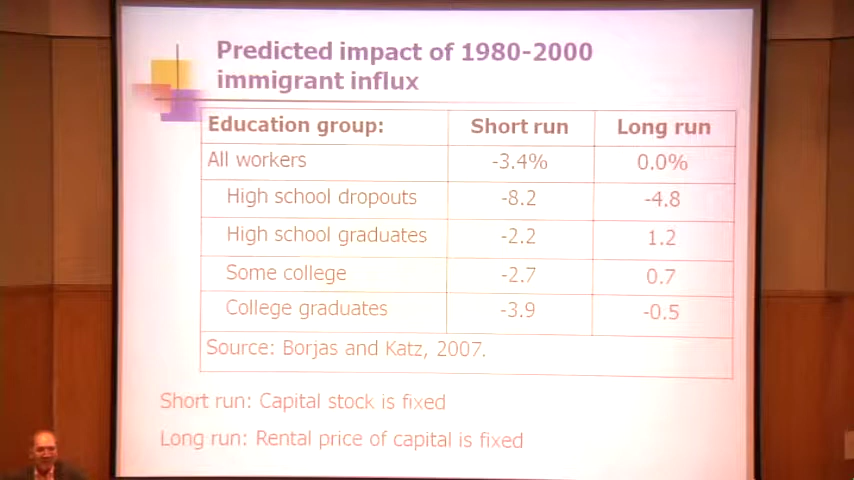 Predicted impact of 1980-2000
immigrant influx
Education group: Short run Long run
All workers -3.4% 0.0%
High school dropouts -8.2 -4.8
High school graduates -2.2 1.2
Some college -2.7 0.7
College graduates -3.9 -0.5
Source: Borjas and Katz, 2007.
Short run: Capital stock is fixed
Long run: Rental price of capital is fixed